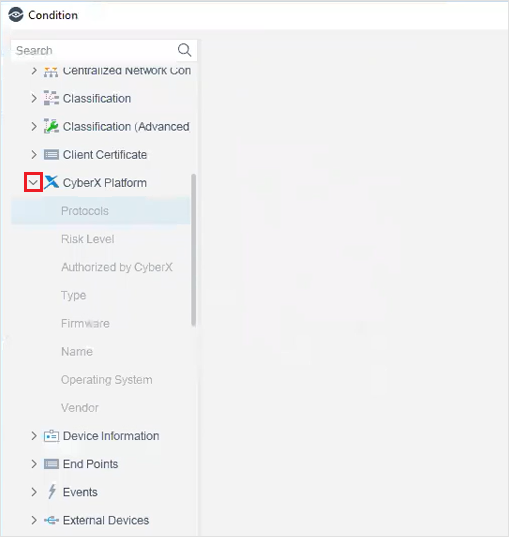 Condition
Search
Centralized Network Con
Classification
Classification (Advanced
Client Certificate
CyberX Platform
Protocols
Risk Level
Authorized by CyberX
Type
Firmware
Name
Operating System
Vendor
Device Information
End Points
Events
External Devices